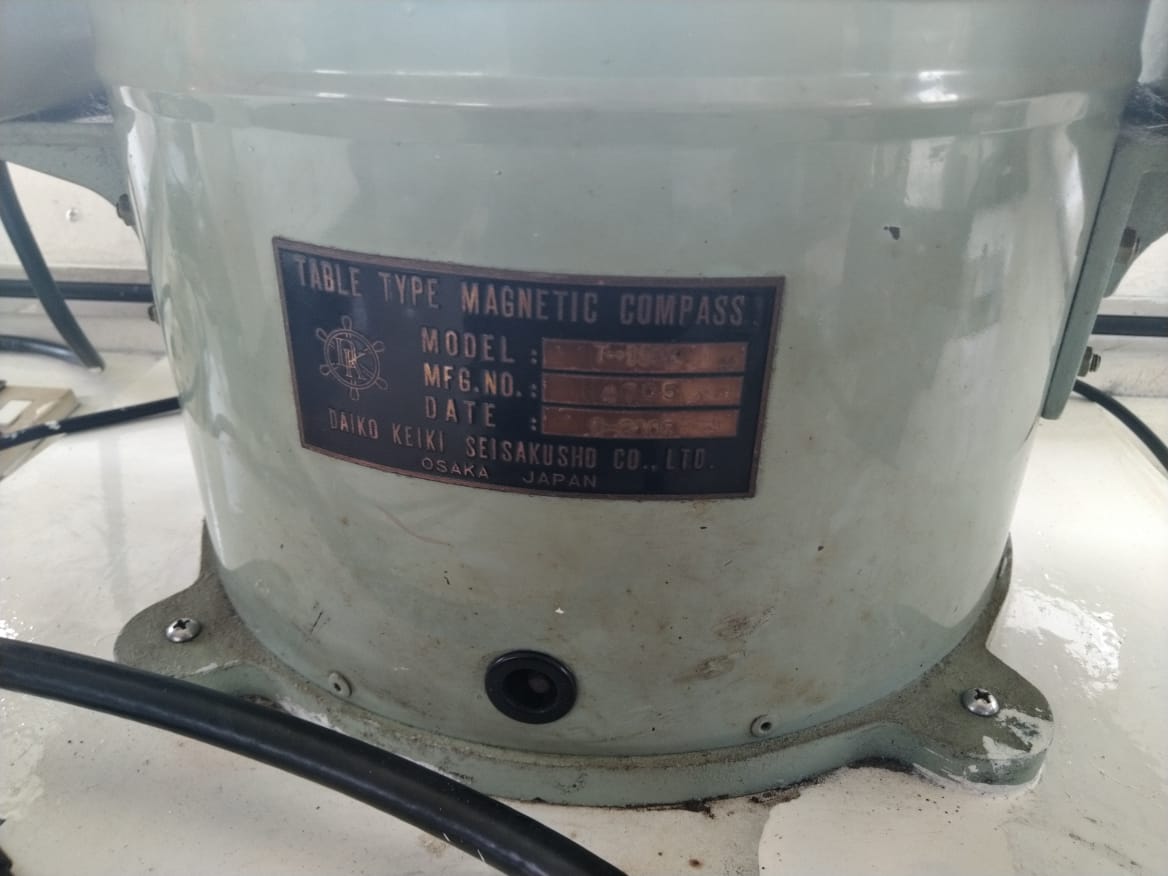 TABLE TYPE MAGNETIC COMPASS
MODEL :
MFG.NO. :
DATE :
DAIKO KEIKI SEISAKUSHO CO., LTD.
OSAKA JAPAN